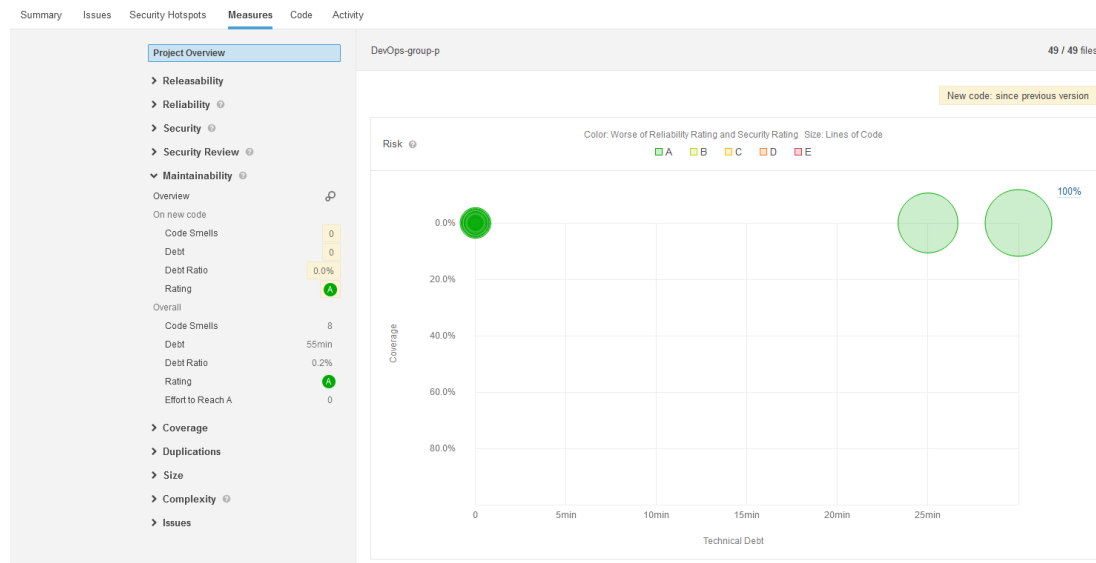 Summary Issues Security Hotspots Measures Code Activity
Project Overview
Releasability
Reliability
Security
Security Review
Maintainability
Overview
On new code
Code Smells 0
Debt 0
Debt Ratio 0.0%
Rating A
Overall
Code Smells 8
Debt 55min
Debt Ratio 0.2%
Rating A
Effort to Reach A 0
Coverage
Duplications
Size
Complexity
Issues
DevOps-group-p 49 / 49 files
New code: since previous version
Risk
Color: Worse of Reliability Rating and Security Rating Size: Lines of Code
A B C D E
100%
Coverage
0.0%
20.0%
40.0%
60.0%
80.0%
0 5min 10min 15min 20min 25min
Technical Debt